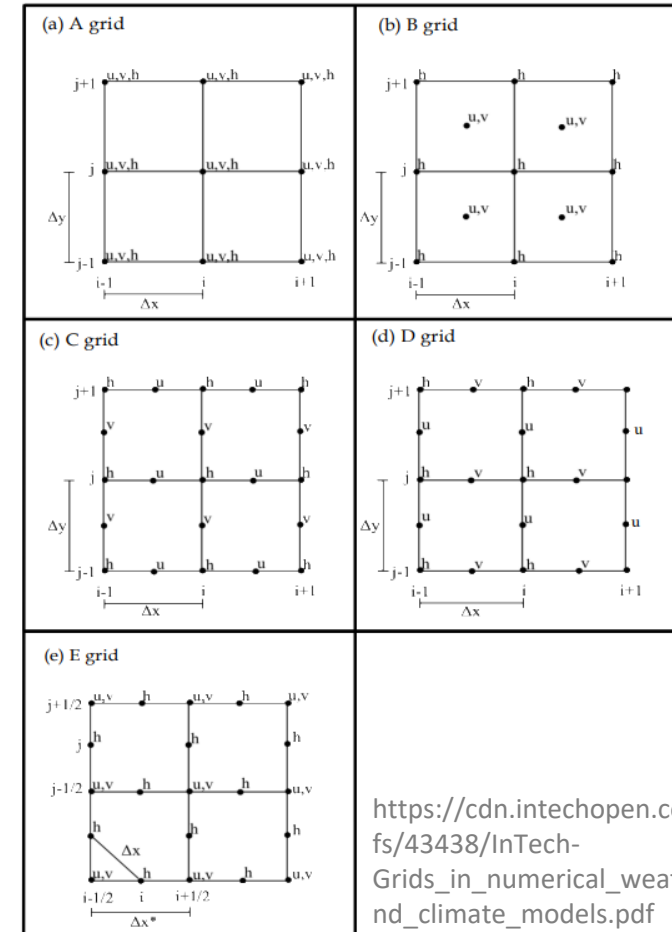 (a) A grid
j+1 u,v,h u,v,h u,v,h
j u,v,h u,v,h u,v,h
Δy
j-1 u,v,h u,v,h u,v,h
i-1 i i+1
Δx
(b) B grid
j+1 h h h
u,v u,v
j h h h
Δy u,v u,v
j-1 h h h
i-1 i i+1
Δx
(c) C grid
j+1 h u h u h
v v v
j h u h u h
Δy v v v
j-1 h u h u h
i-1 i i+1
Δx
(d) D grid
j+1 h v h v
u u u
j h v h v
Δy u u u
j-1 h v h v
i-1 i i+1
Δx
(e) E grid
j+1/2 u,v h u,v h u,v
j h h h
j-1/2 u,v h u,v h u,v
h Δx h h
u,v h u,v h u,v
i-1/2 i i+1/2
Δx*
https://cdn.intechopen.c
fs/43438/InTech-
Grids_in_numerical_wea
nd_climate_models.pdf